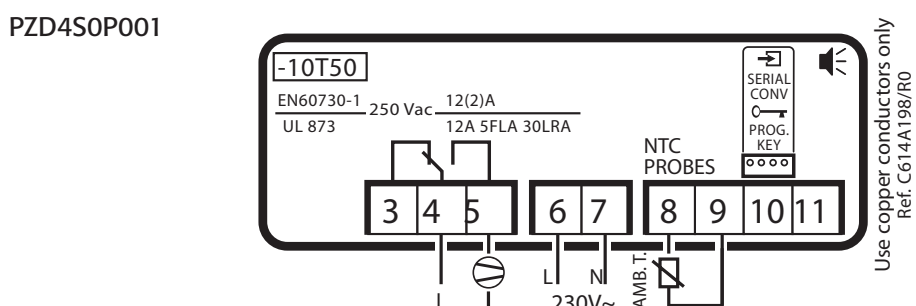 PZD4S0P001
-10T50
EN60730-1
UL 873
250 Vac
12(2)A
12A 5FLA 30LRA
SERIAL
CONV
PROG.
KEY
NTC
PROBES
3 4 5 6 7 8 9 10 11
L
L N
230V~
AMB. T.
Use copper conductors only
Ref. C614A198/R0